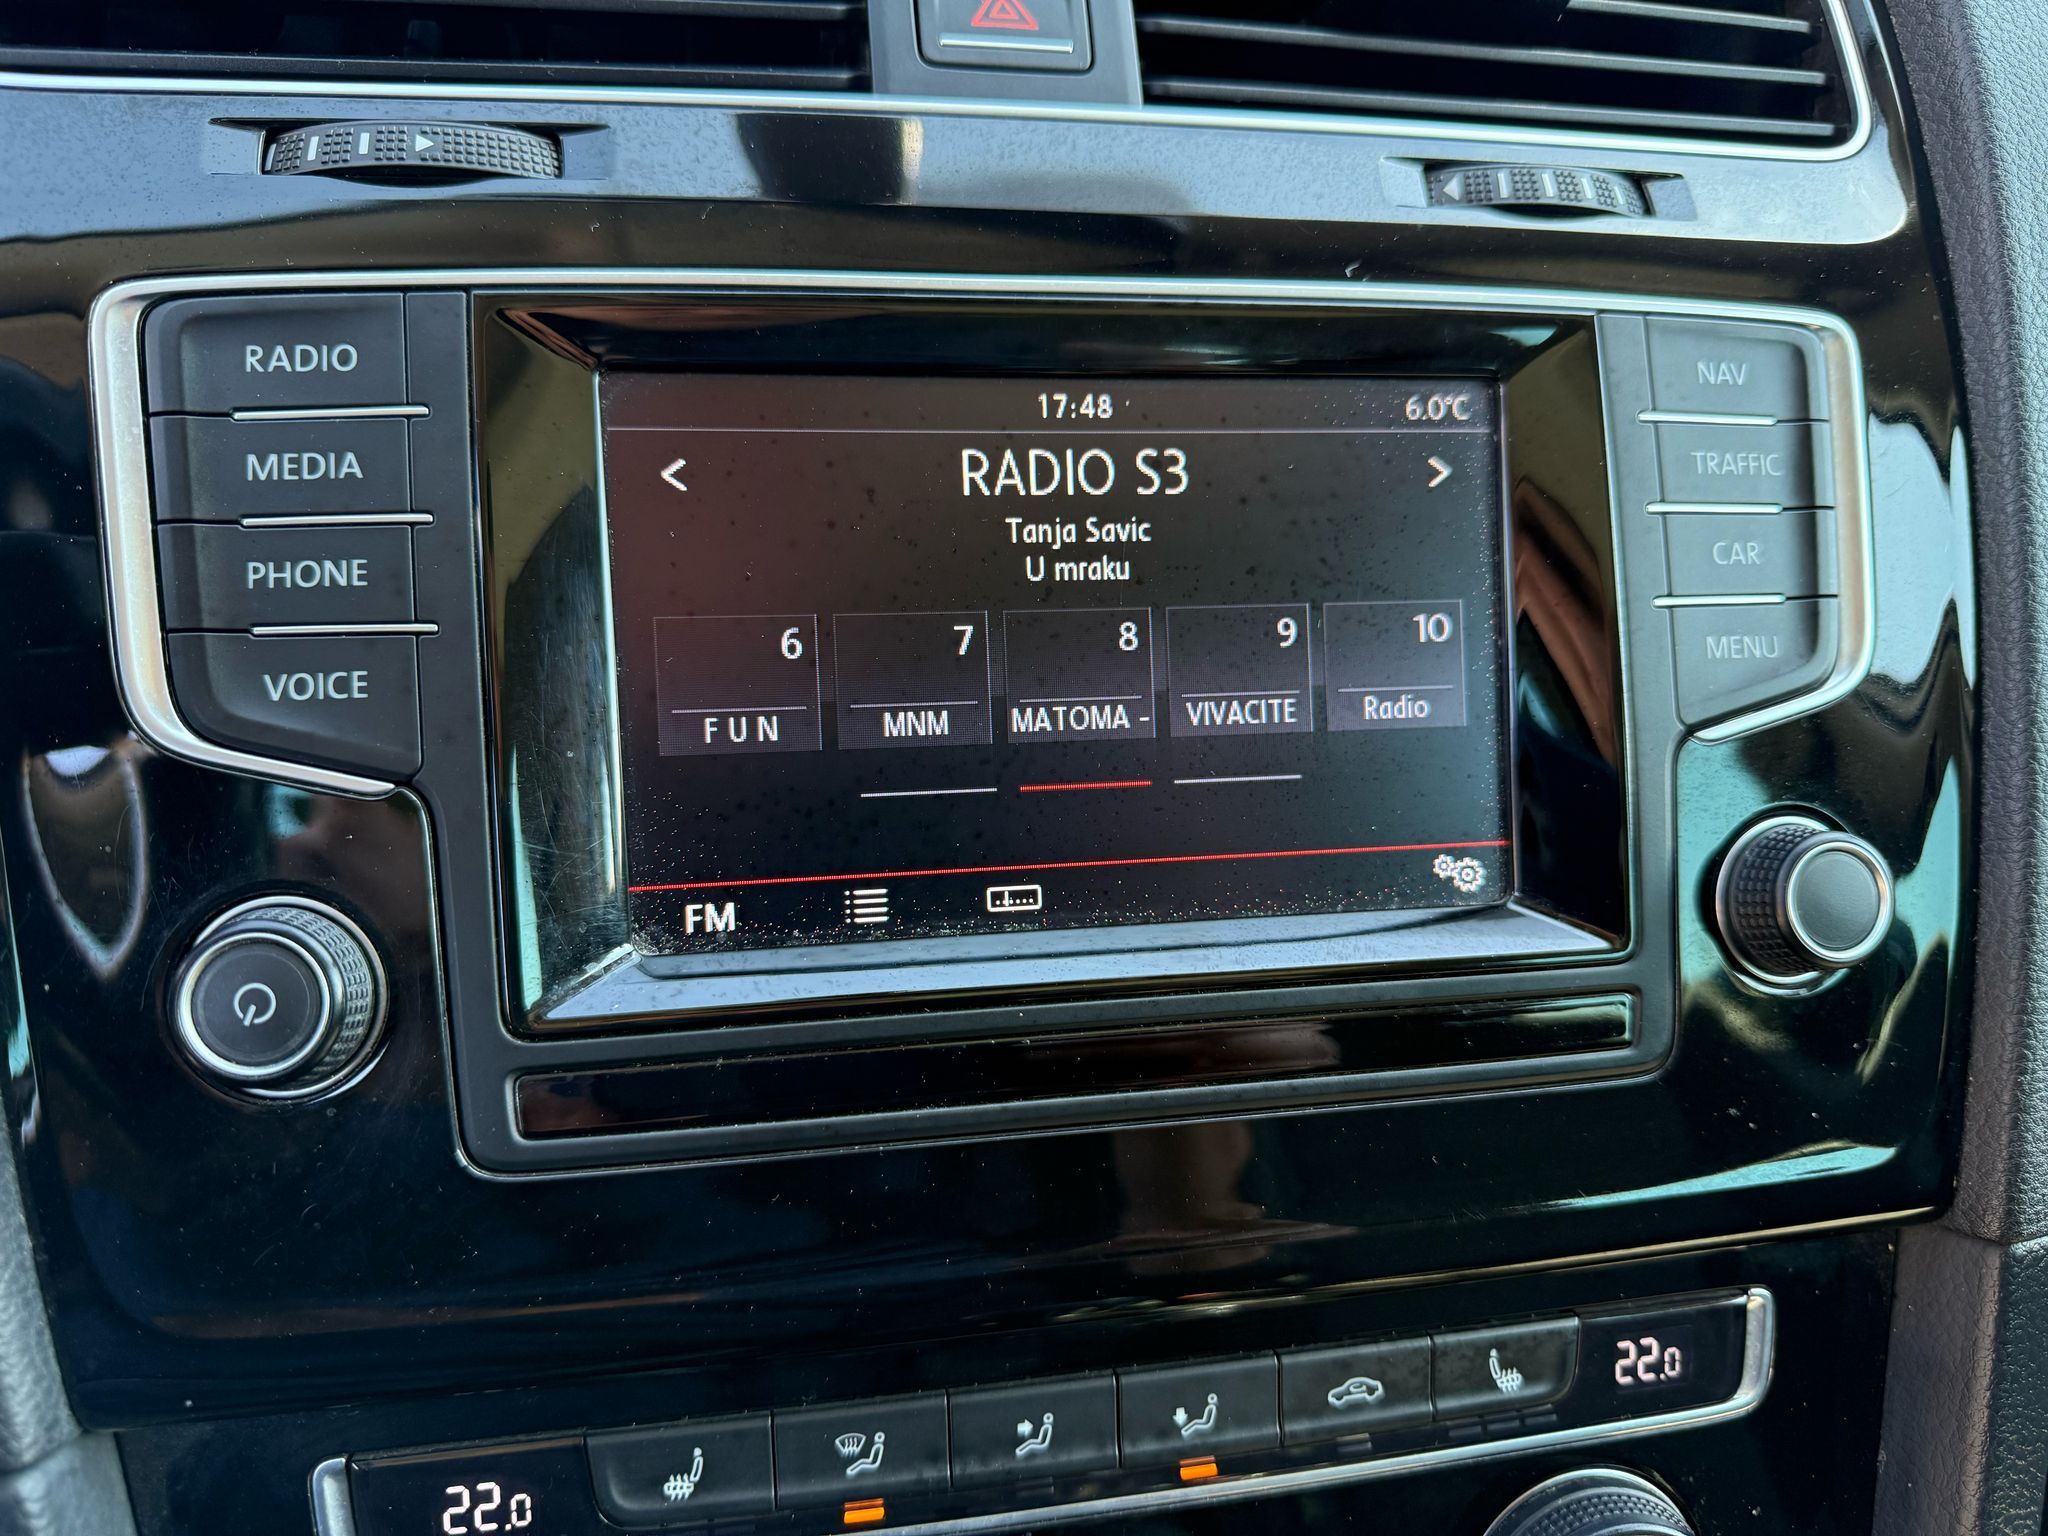 RADIO
MEDIA
PHONE
VOICE
17:48
6.0°C
< RADIO S3 >
Tanja Savic
U mraku
6 7 8 9 10
F U N MNM MATOMA - VIVACITE Radio
FM
NAV
TRAFFIC
CAR
MENU
22.0
22.0